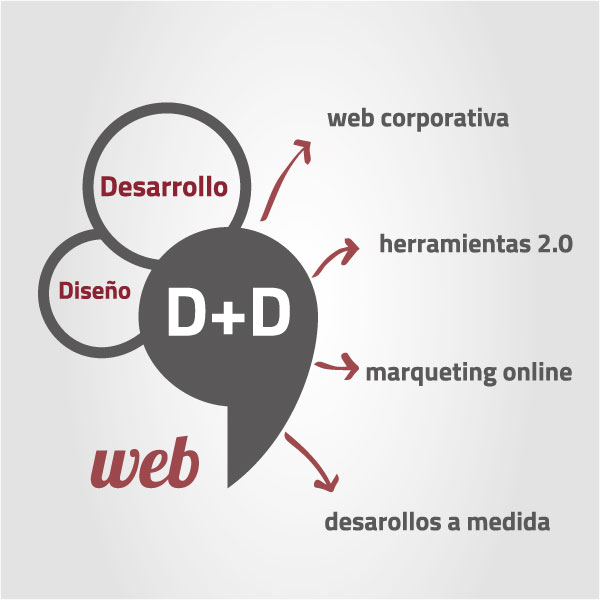 web corporativa
Desarrollo
herramientas 2.0
Diseño
D+D
marqueting online
web
desarollos a medida